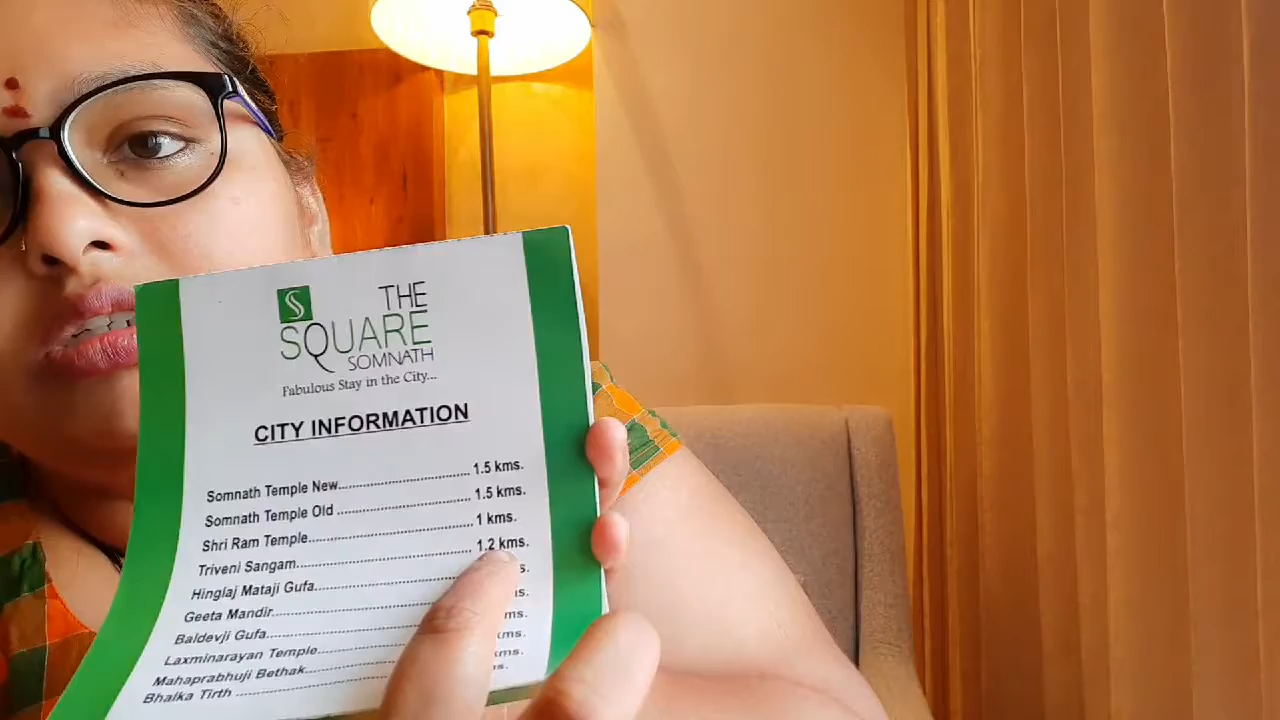 THE
SQUARE
SOMNATH
Fabulous Stay in the City...
CITY INFORMATION
Somnath Temple New.................................. 1.5 kms.
Somnath Temple Old .................................. 1.5 kms.
Shri Ram Temple.......................................... 1 kms.
Triveni Sangam............................................ 1.2 kms.
Hinglaj Mataji Gufa.................................
Geeta Mandir.................................
Baldevji Gufa.................................
Laxminarayan Temple......................
Mahaprabhuji Bethak......................
Bhalka Tirth .................................